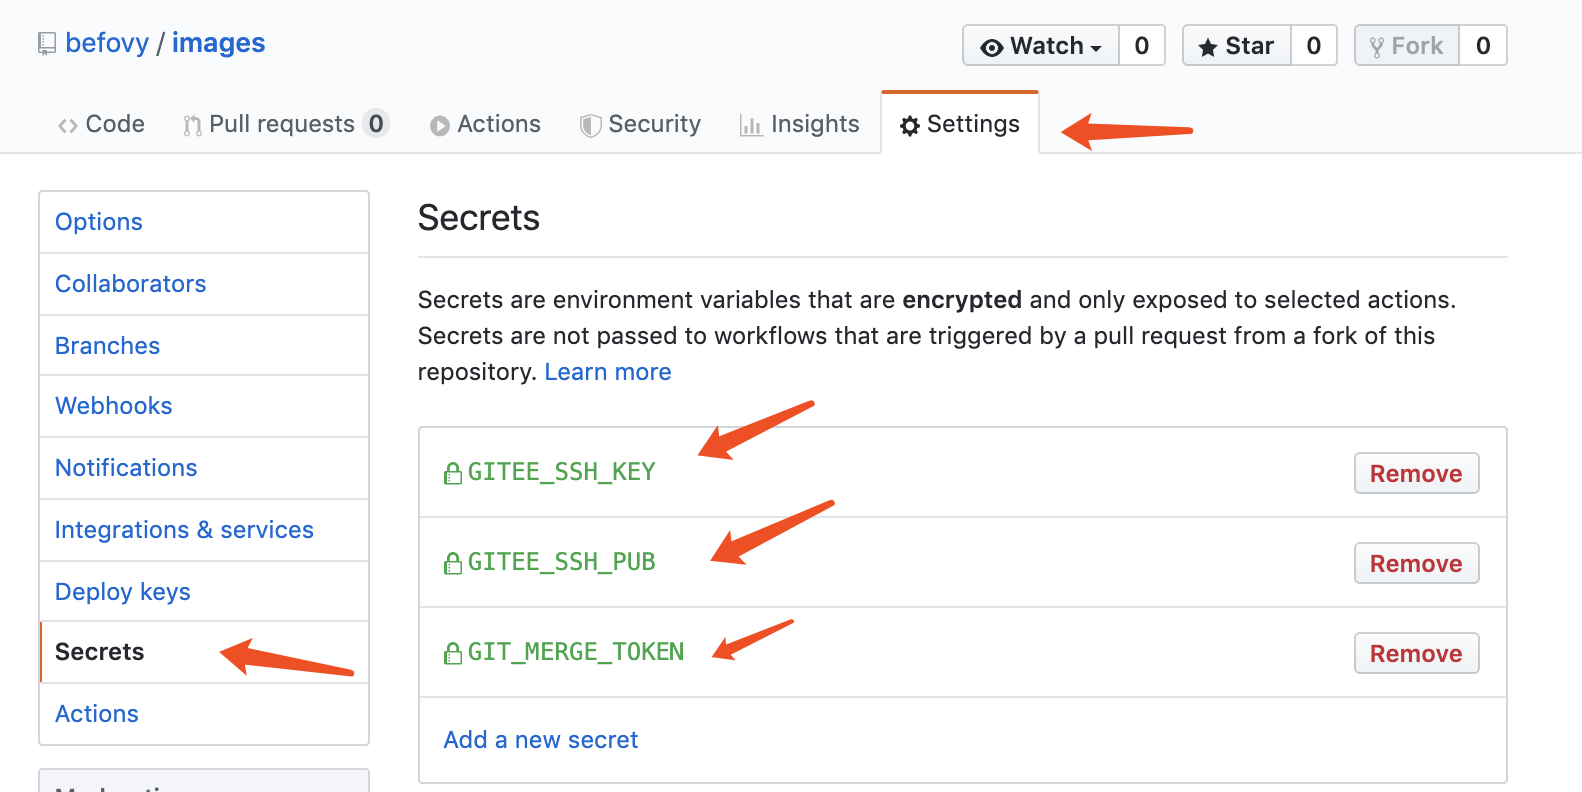 befovy / images
Watch 0 Star 0 Fork 0
Code Pull requests 0 Actions Security Insights Settings
Options
Collaborators
Branches
Webhooks
Notifications
Integrations & services
Deploy keys
Secrets
Actions
Secrets
Secrets are environment variables that are encrypted and only exposed to selected actions.
Secrets are not passed to workflows that are triggered by a pull request from a fork of this
repository. Learn more
GITEE_SSH_KEY Remove
GITEE_SSH_PUB Remove
GIT_MERGE_TOKEN Remove
Add a new secret